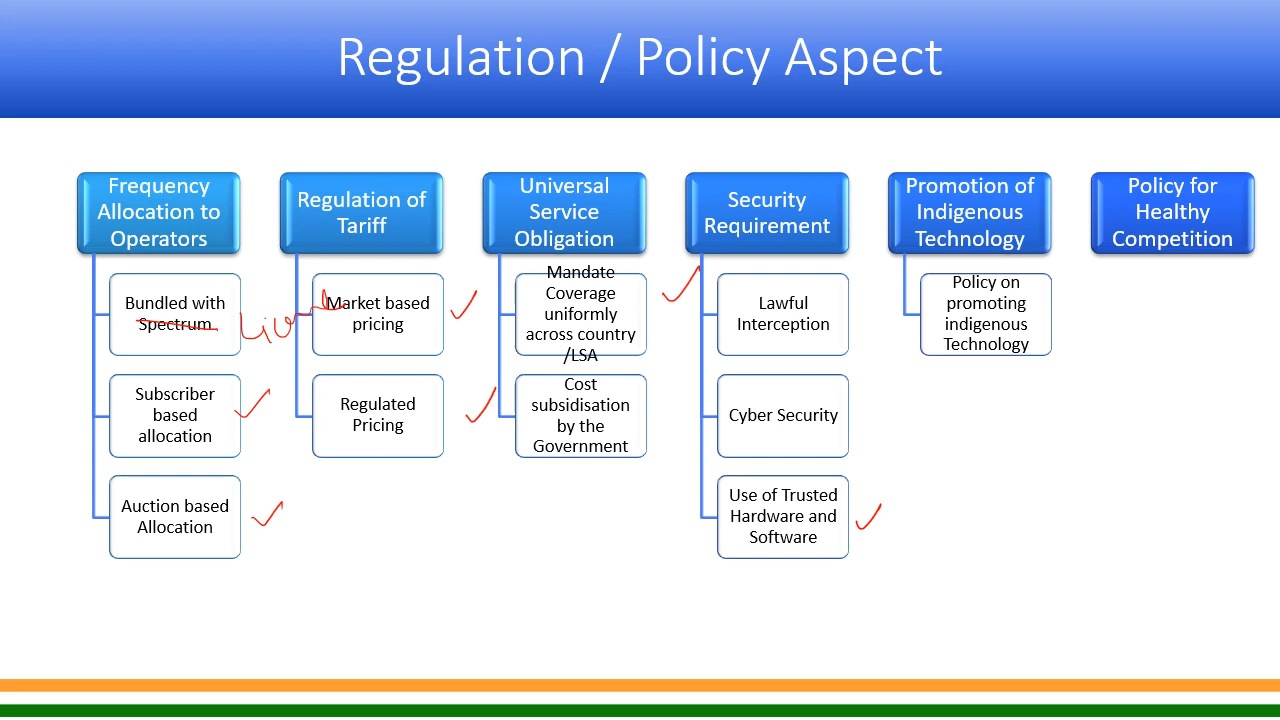 Regulation / Policy Aspect
Frequency
Allocation to
Operators
Bundled with
Spectrum
Subscriber
based
allocation
Auction based
Allocation
Regulation of
Tariff
Market based
pricing
Regulated
Pricing
Universal
Service
Obligation
Mandate
Coverage
uniformly
across country
/LSA
Cost
subsidisation
by the
Government
Security
Requirement
Lawful
Interception
Cyber Security
Use of Trusted
Hardware and
Software
Promotion of
Indigenous
Technology
Policy on
promoting
indigenous
Technology
Policy for
Healthy
Competition